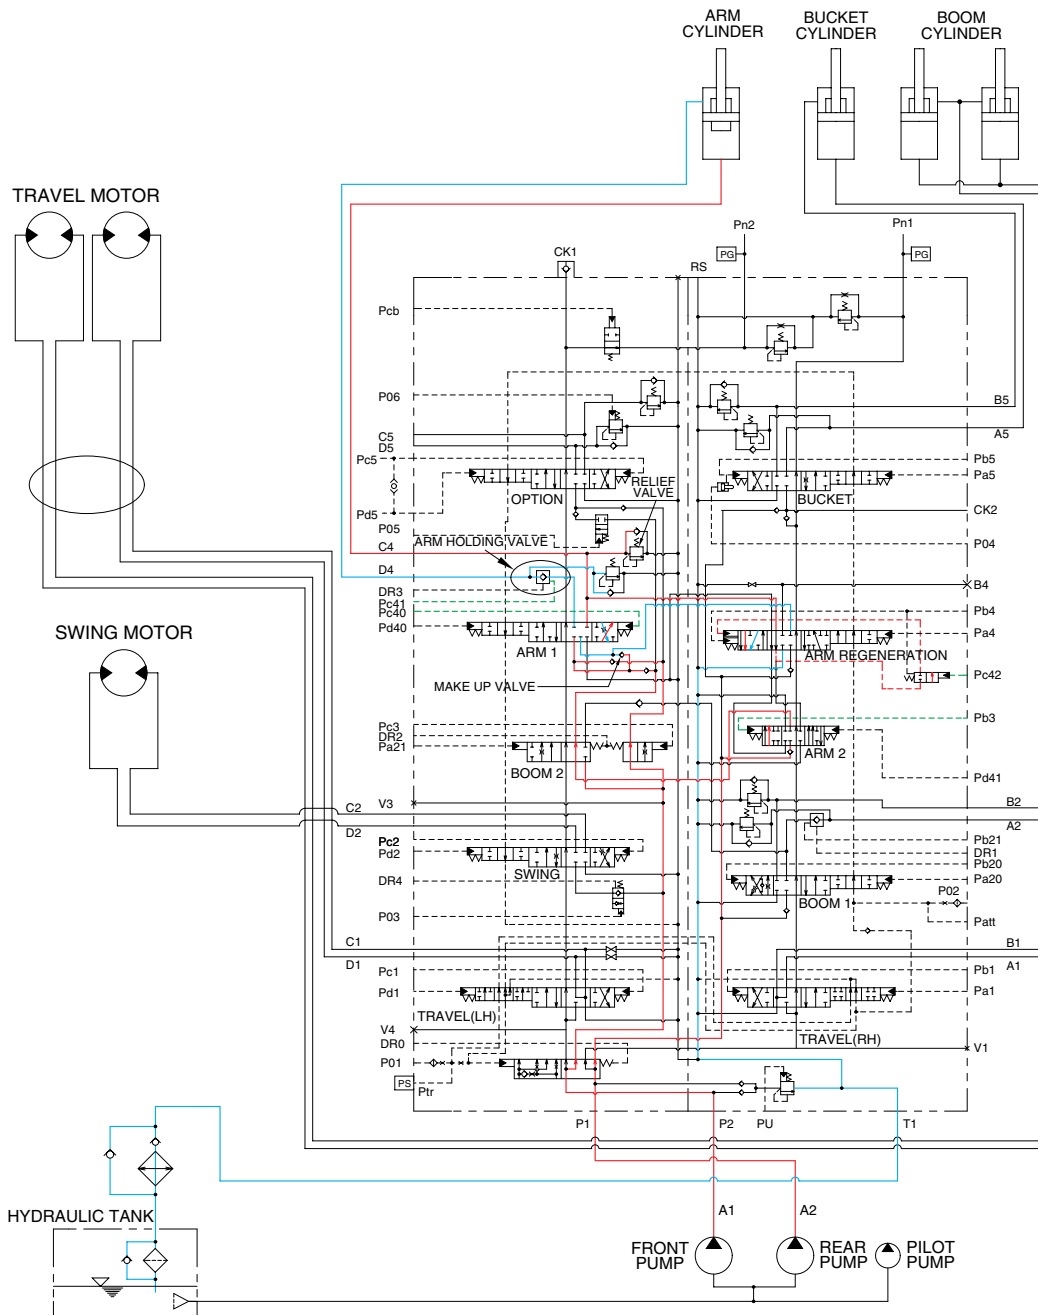 ARM
CYLINDER
BUCKET
CYLINDER
BOOM
CYLINDER
TRAVEL MOTOR
Pn2
Pn1
PG
PG
CK1
RS
Pcb
P06
C5
D5
Pc5
Pd5
P05
OPTION
RELIEF
VALVE
B5
A5
Pb5
Pa5
BUCKET
CK2
P04
ARM HOLDING VALVE
C4
D4
DR3
Pc41
Pc40
Pd40
ARM 1
B4
Pb4
Pa4
ARM REGENERATION
Pc42
SWING MOTOR
MAKE UP VALVE
Pc3
DR2
Pa21
BOOM 2
Pb3
ARM 2
Pd41
C2
V3
D2
B2
A2
Pc2
Pd2
SWING
DR4
P03
Pb21
DR1
Pb20
Pa20
BOOM 1
P02
Patt
C1
D1
B1
A1
Pc1
Pd1
TRAVEL(LH)
Pb1
Pa1
TRAVEL(RH)
V4
DR0
P01
PS
Ptr
V1
P1
P2
PU
T1
HYDRAULIC TANK
A1
A2
FRONT
PUMP
REAR
PUMP
PILOT
PUMP